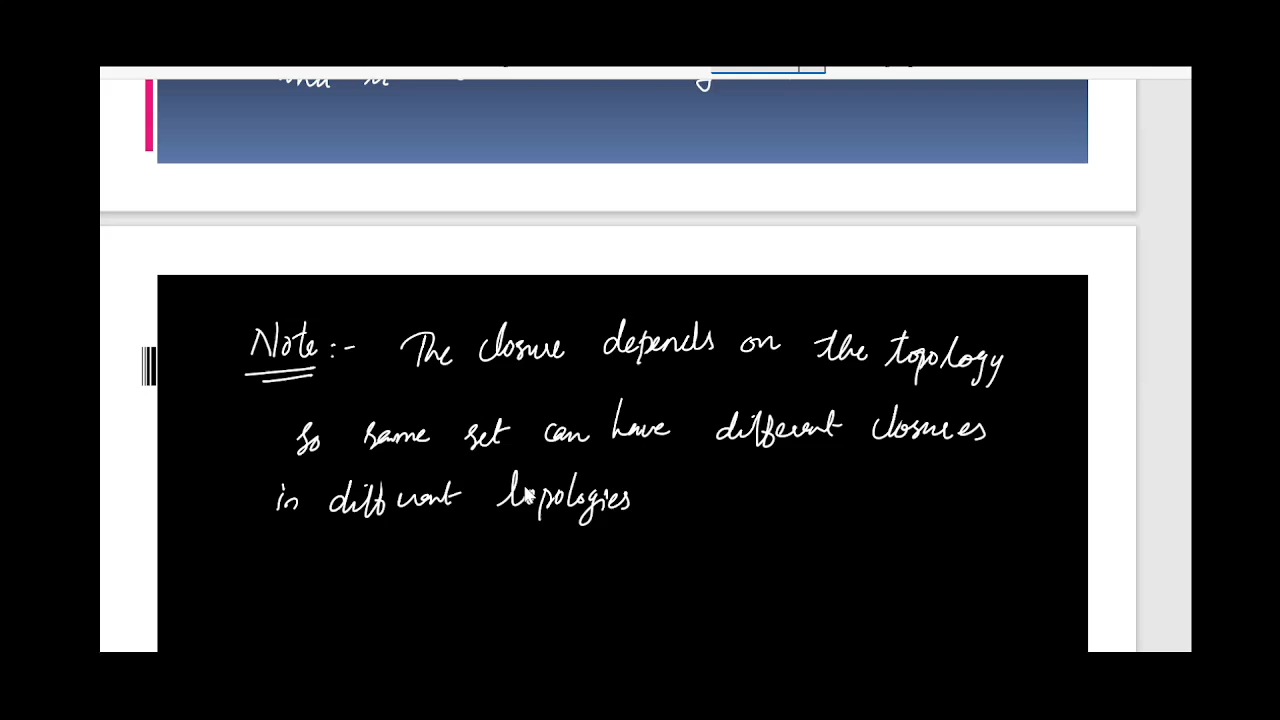 Note :- The closure depends on the topology
so same set can have different closures
in different topologies